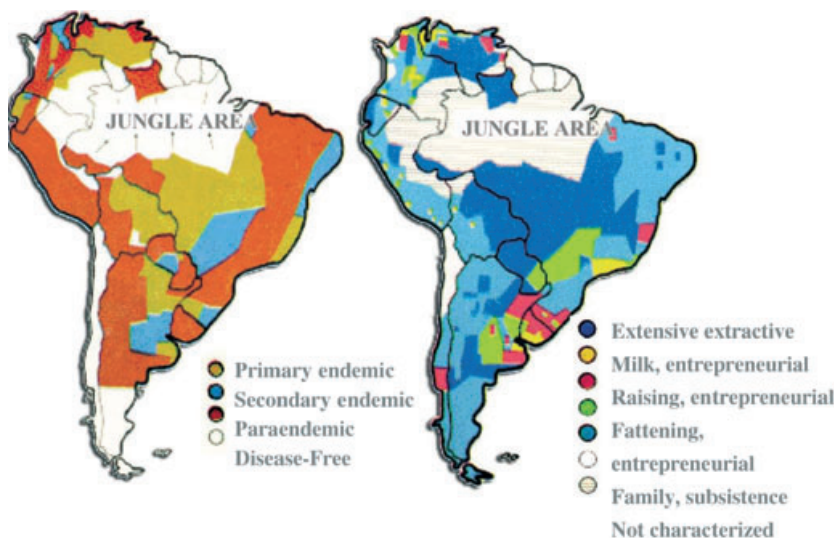 JUNGLE ARE
JUNGLE AREA
Primary endemic
Secondary endemic
Paraendemic
Disease-Free
Extensive extractive
Milk, entrepreneurial
Raising, entrepreneurial
Fattening,
entrepreneurial
Family, subsistence
Not characterized